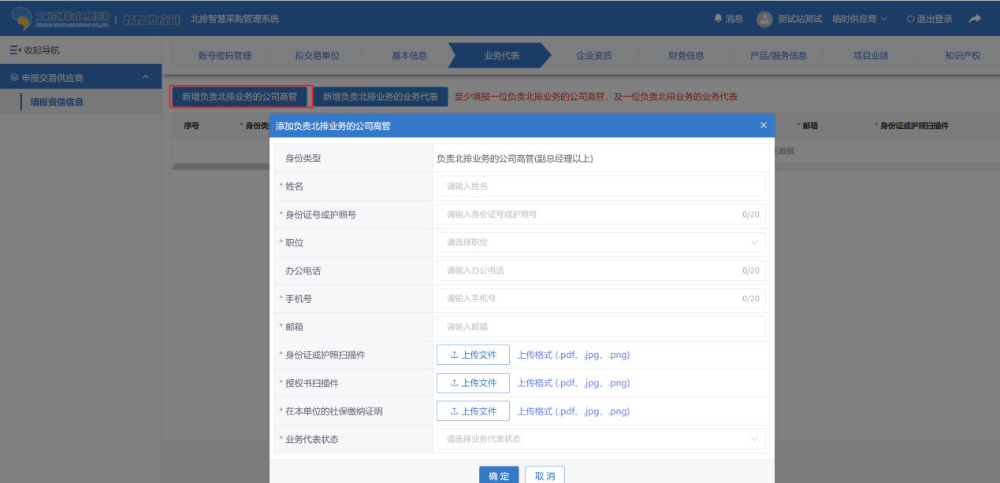 北京排水集团 | 数智供应链 北排智慧采购管理系统 消息 测试站测试 临时供应商 退出登录
收起导航
账号密码管理 拟交易单位 基本信息 业务代表 企业资质 财务信息 产品/服务信息 项目业绩 知识产权
申报交易供应商
填报资信信息
新增负责北排业务的公司高管 新增负责北排业务的业务代表 至少填报一位负责北排业务的公司高管，及一位负责北排业务的业务代表
序号 * 身份类 * 邮箱 * 身份证或护照扫描件
数据
添加负责北排业务的公司高管
身份类型 负责北排业务的公司高管(副总经理以上)
* 姓名 请输入姓名
* 身份证号或护照号 请输入身份证号或护照号 0/20
* 职位 请选择职位
办公电话 请输入办公电话 0/20
* 手机号 请输入手机号 0/20
* 邮箱 请输入邮箱
* 身份证或护照扫描件 上传文件 上传格式 (.pdf、.jpg、.png)
* 授权书扫描件 上传文件 上传格式 (.pdf、.jpg、.png)
* 在本单位的社保缴纳证明 上传文件 上传格式 (.pdf、.jpg、.png)
* 业务代表状态 请选择业务代表状态
确定 取消